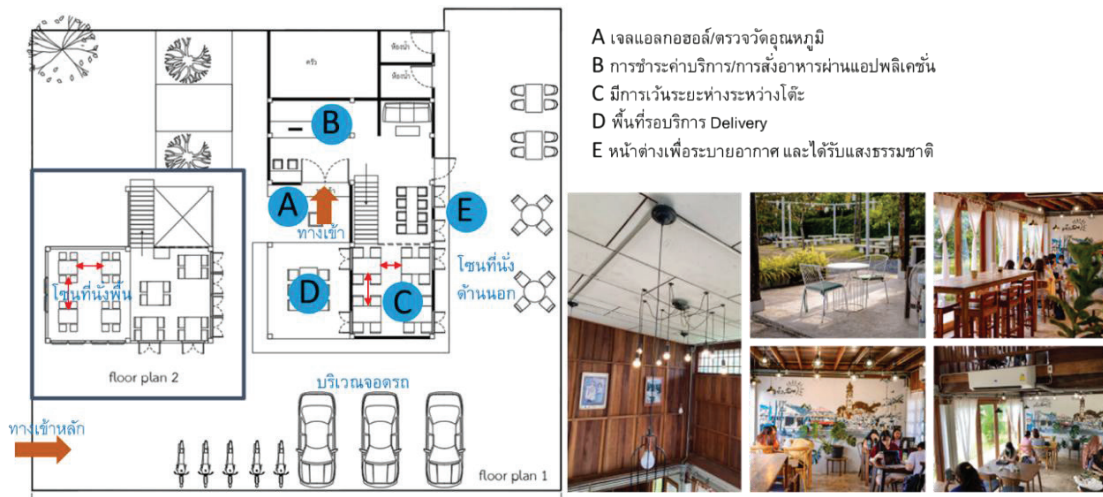 A เจลแอลกอฮอล์/ตรวจวัดอุณหภูมิ
B การชำระค่าบริการ/การสั่งอาหารผ่านแอปพลิเคชั่น
C มีการเว้นระยะห่างระหว่างโต๊ะ
D พื้นที่รอบริการ Delivery
E หน้าต่างเพื่อระบายอากาศ และได้รับแสงธรรมชาติ
ห้องน้ำ
ครัว
ห้องน้ำ
B
A
E
ทางเข้า
โซนที่นั่ง
ด้านนอก
D
C
โซนที่นั่งพื้น
floor plan 2
บริเวณจอดรถ
ทางเข้าหลัก
floor plan 1